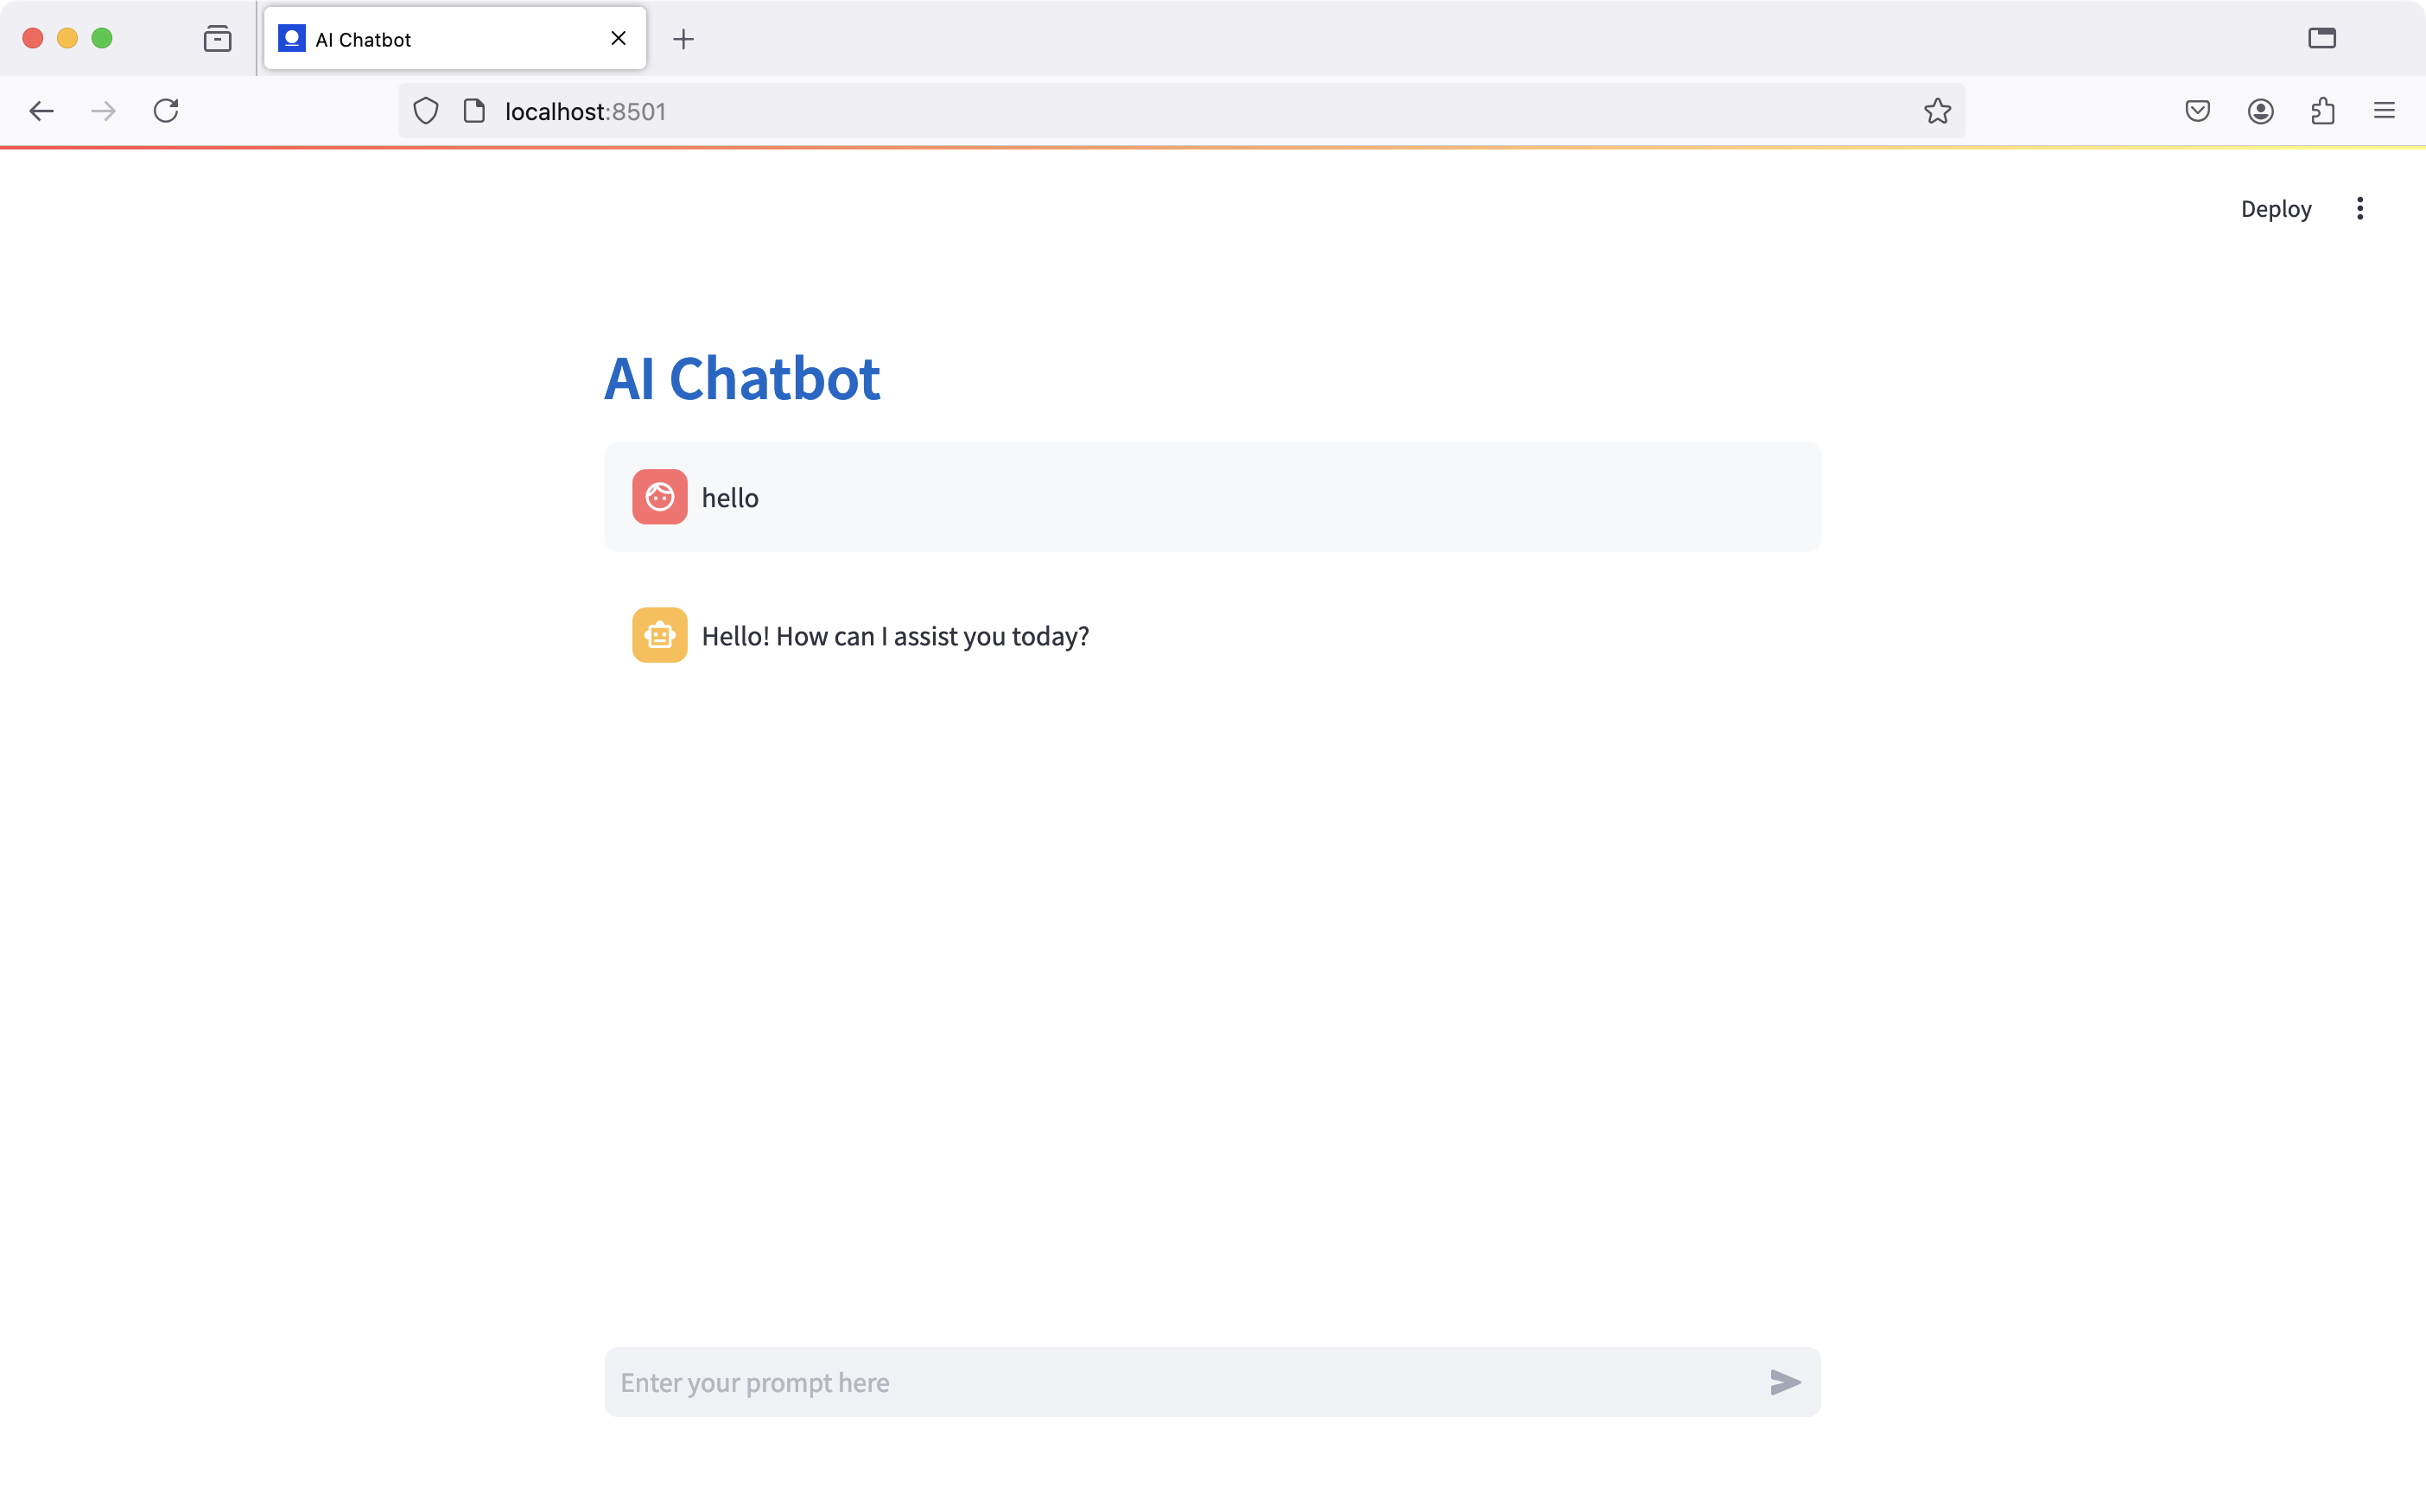 AI Chatbot
localhost:8501
Deploy
AI Chatbot
hello
Hello! How can I assist you today?
Enter your prompt here